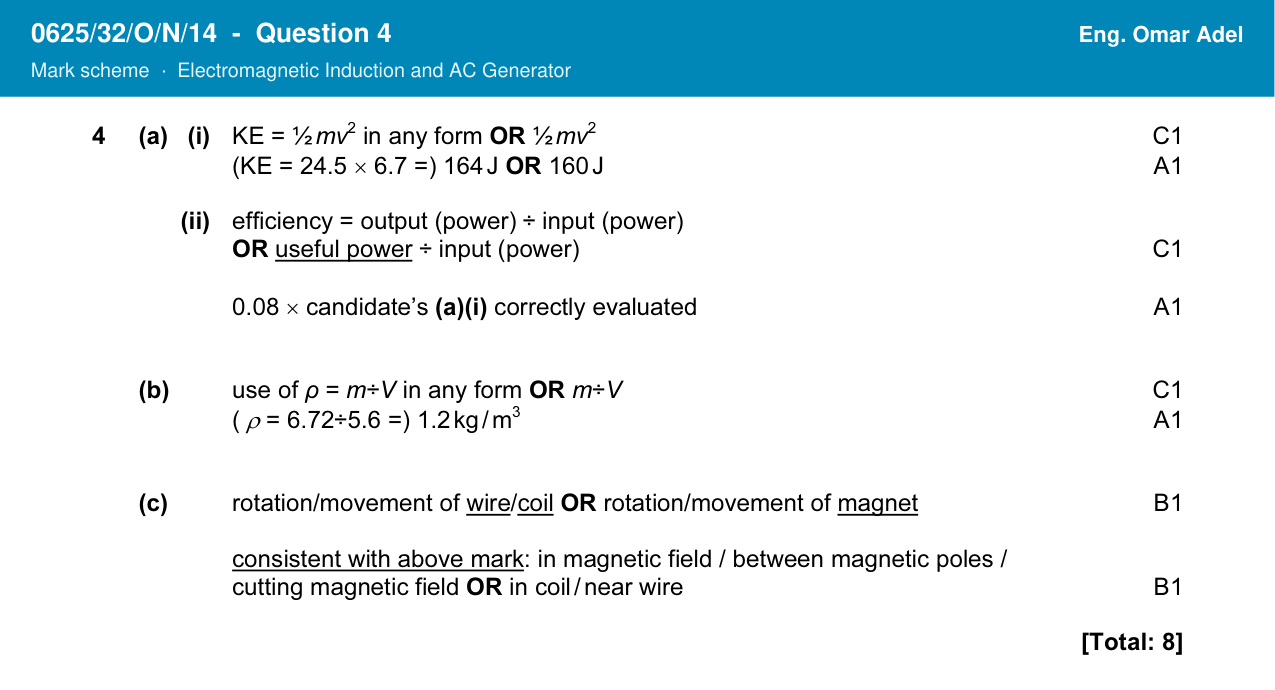 0625/32/O/N/14 - Question 4
Eng. Omar Adel
Mark scheme · Electromagnetic Induction and AC Generator
4 (a) (i) KE = ½mv² in any form OR ½mv² C1
(KE = 24.5 × 6.7 =) 164 J OR 160 J A1
(ii) efficiency = output (power) ÷ input (power)
OR useful power ÷ input (power) C1
0.08 × candidate's (a)(i) correctly evaluated A1
(b) use of ρ = m÷V in any form OR m÷V C1
( ρ = 6.72÷5.6 =) 1.2 kg/m³ A1
(c) rotation/movement of wire/coil OR rotation/movement of magnet B1
consistent with above mark: in magnetic field / between magnetic poles /
cutting magnetic field OR in coil/near wire B1
[Total: 8]